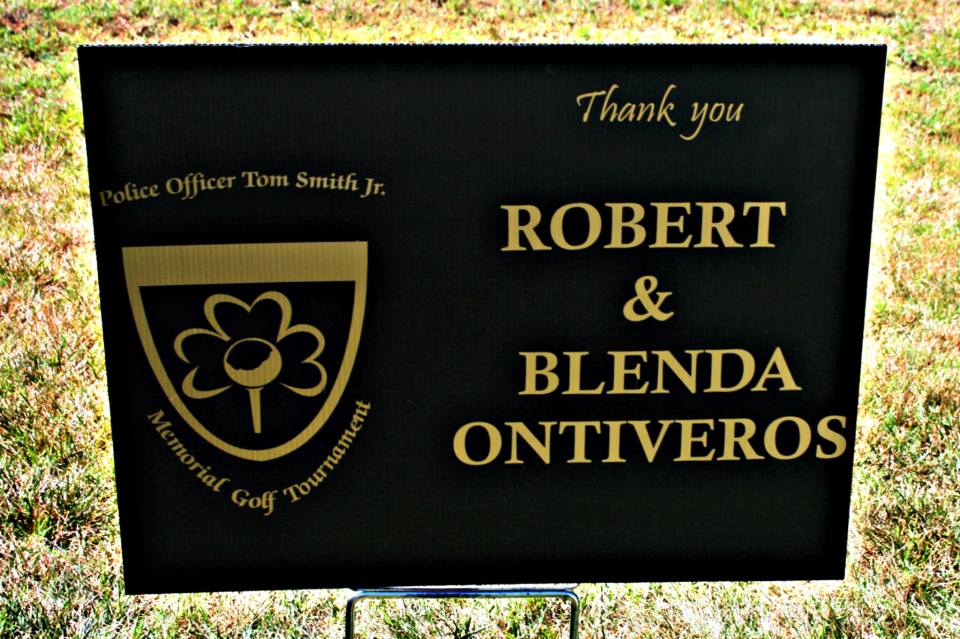 Police Officer Tom Smith Jr.
Memorial Golf Tournament
Thank you
ROBERT
&
BLENDA
ONTIVEROS